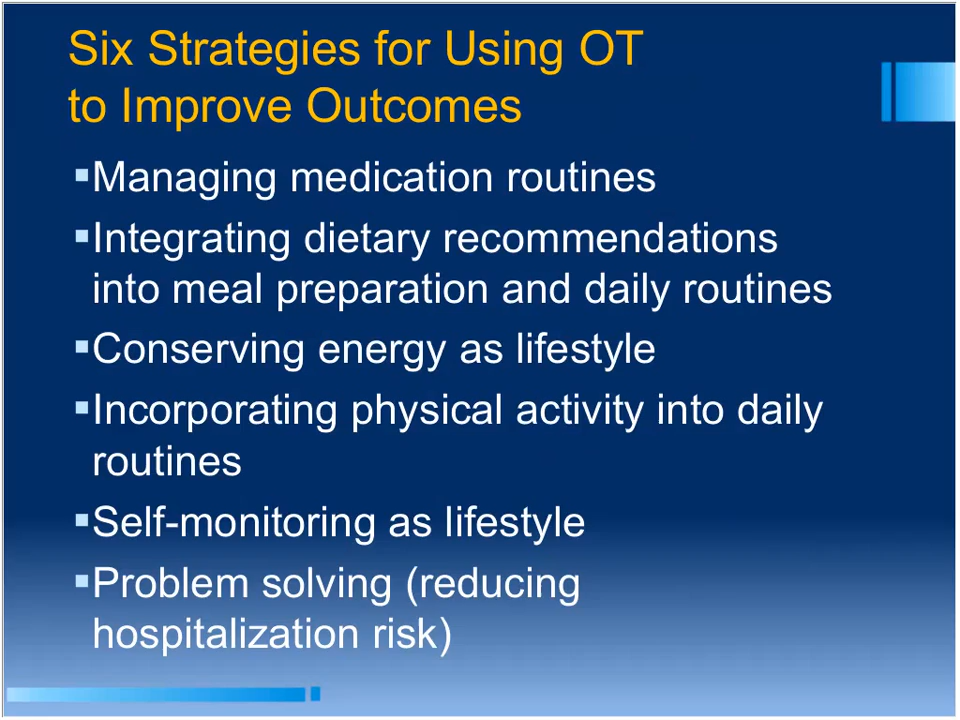 Six Strategies for Using OT
to Improve Outcomes
▪Managing medication routines
▪Integrating dietary recommendations
into meal preparation and daily routines
▪Conserving energy as lifestyle
▪Incorporating physical activity into daily
routines
▪Self-monitoring as lifestyle
▪Problem solving (reducing
hospitalization risk)